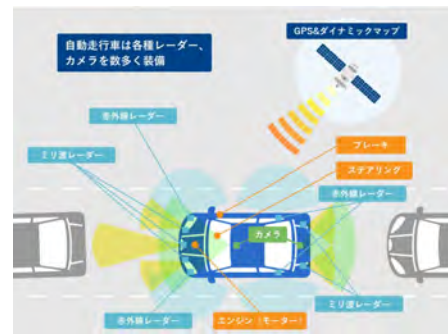 GPS&ダイナミックマップ
自動走行車は各種レーダー、
カメラを数多く装備
赤外線レーダー
ミリ波レーダー
ブレーキ
ステアリング
赤外線レーダー
カメラ
赤外線レーダー
エンジン（モーター）
ミリ波レーダー